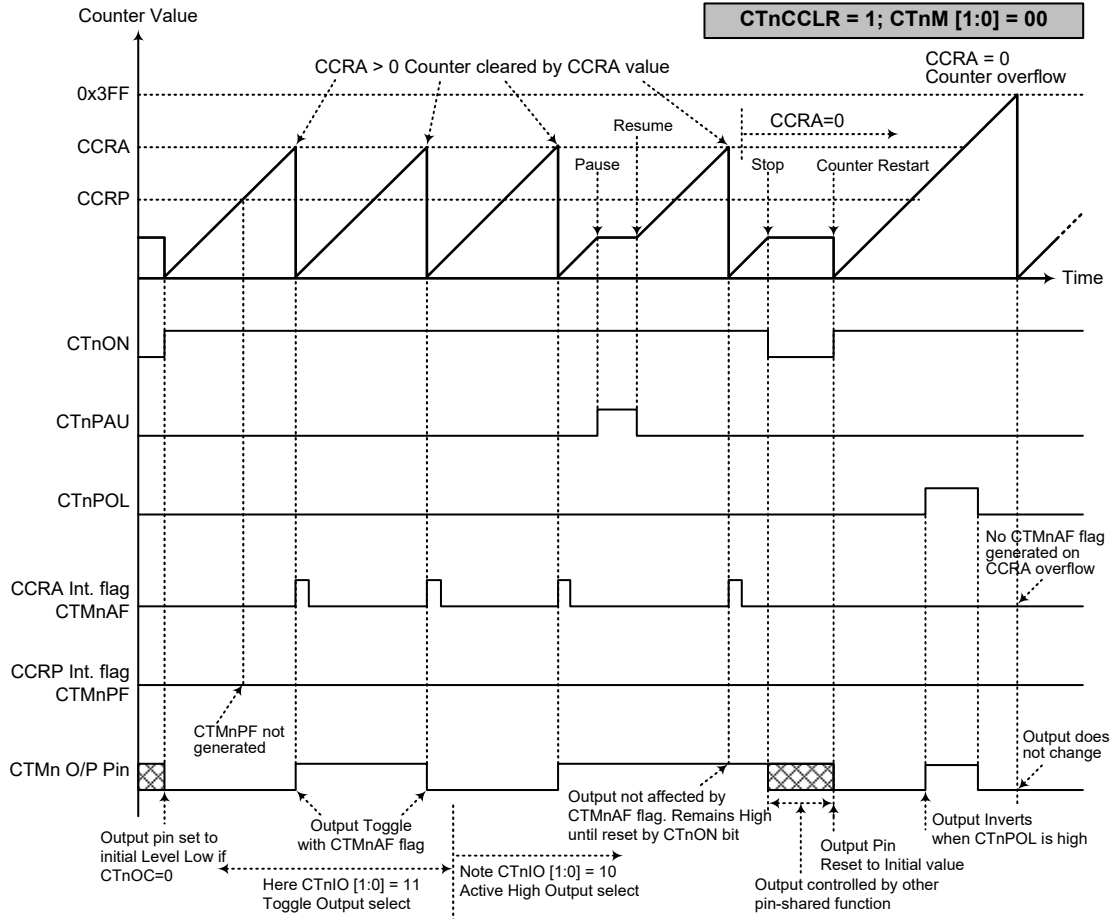 Counter Value
CTnCCLR = 1; CTnM [1:0] = 00
CCRA > 0 Counter cleared by CCRA value
CCRA = 0
Counter overflow
0x3FF
CCRA=0
Resume
CCRA
Pause
Stop
Counter Restart
CCRP
Time
CTnON
CTnPAU
CTnPOL
No CTMnAF flag
generated on
CCRA overflow
CCRA Int. flag
CTMnAF
CCRP Int. flag
CTMnPF
CTMnPF not
generated
Output does
not change
CTMn O/P Pin
Output pin set to
initial Level Low if
CTnOC=0
Output Toggle
with CTMnAF flag
Output not affected by
CTMnAF flag. Remains High
until reset by CTnON bit
Output Inverts
when CTnPOL is high
Output Pin
Reset to Initial value
Here CTnIO [1:0] = 11
Toggle Output select
Note CTnIO [1:0] = 10
Active High Output select
Output controlled by other
pin-shared function